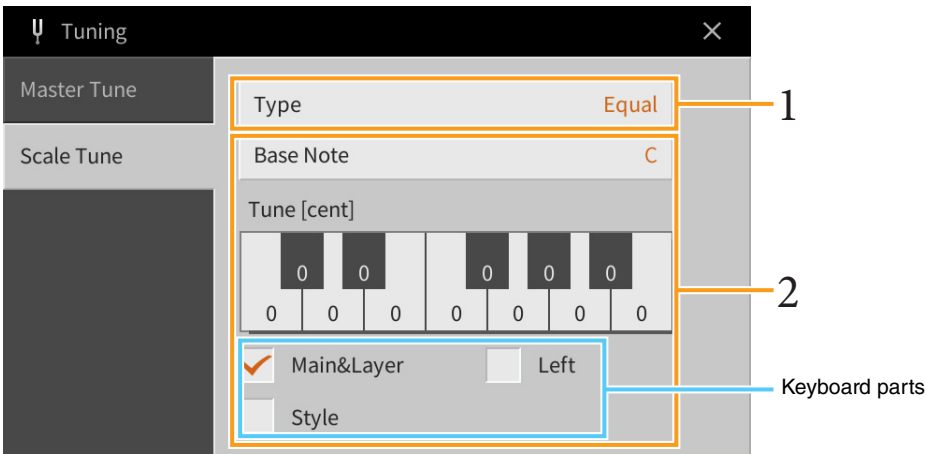 Tuning
Master Tune
Type Equal
1
Scale Tune
Base Note C
Tune [cent]
0 0 0 0 0
0 0 0 0 0 0 0
2
Main&Layer Left
Keyboard parts
Style